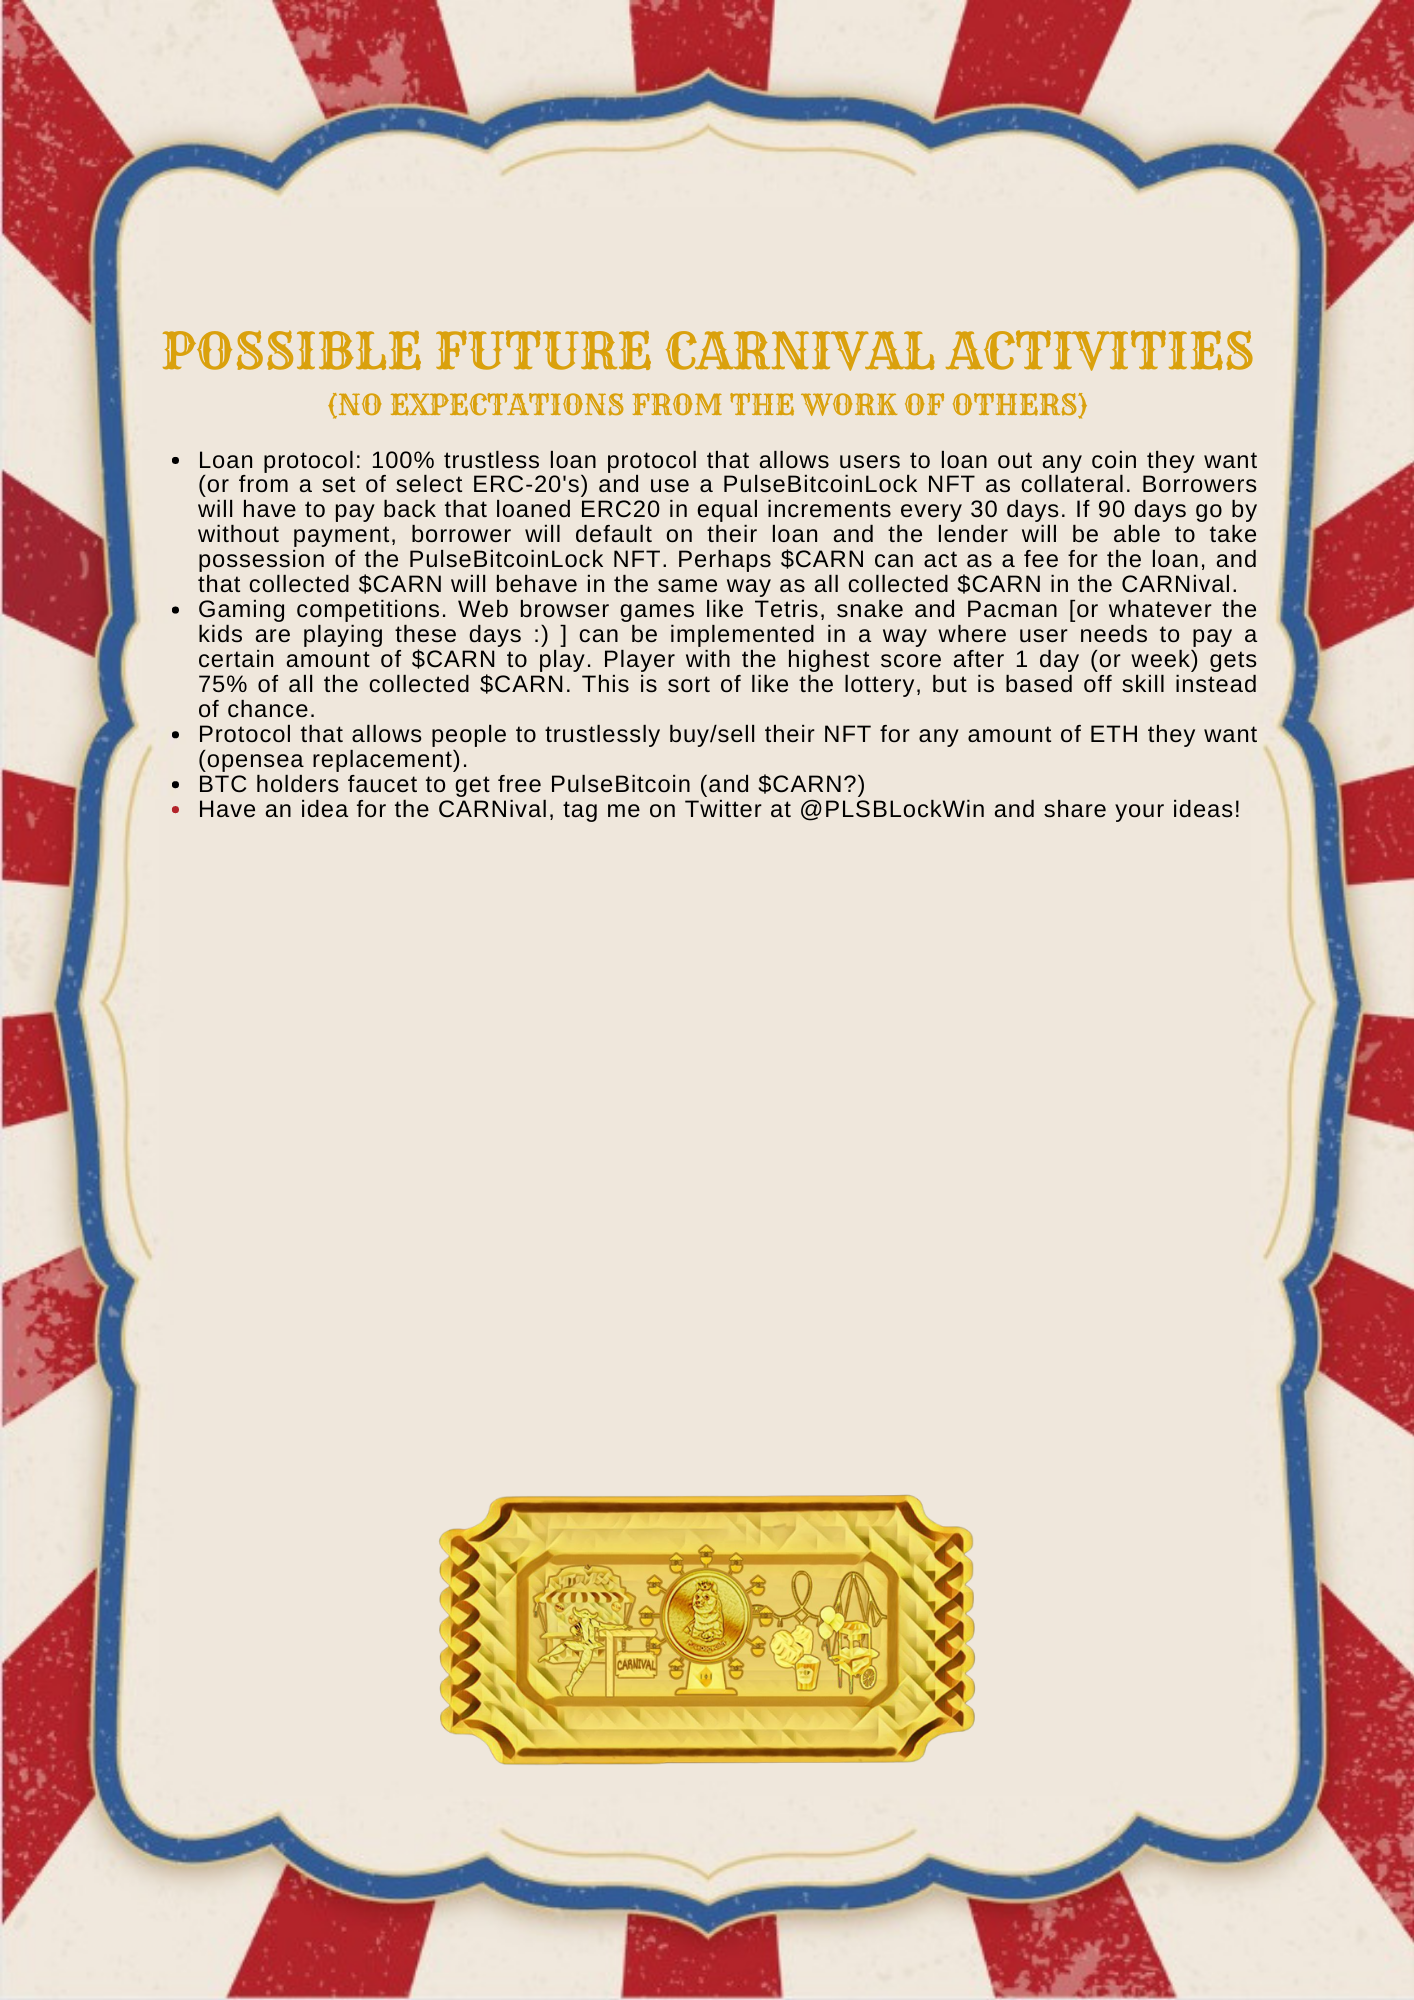 POSSIBLE FUTURE CARNIVAL ACTIVITIES
(NO EXPECTATIONS FROM THE WORK OF OTHERS)
• Loan protocol: 100% trustless loan protocol that allows users to loan out any coin they want
(or from a set of select ERC-20's) and use a PulseBitcoinLock NFT as collateral. Borrowers
will have to pay back that loaned ERC20 in equal increments every 30 days. If 90 days go by
without payment, borrower will default on their loan and the lender will be able to take
possession of the PulseBitcoinLock NFT. Perhaps $CARN can act as a fee for the loan, and
that collected $CARN will behave in the same way as all collected $CARN in the CARNival.
• Gaming competitions. Web browser games like Tetris, snake and Pacman [or whatever the
kids are playing these days :) ] can be implemented in a way where user needs to pay a
certain amount of $CARN to play. Player with the highest score after 1 day (or week) gets
75% of all the collected $CARN. This is sort of like the lottery, but is based off skill instead
of chance.
• Protocol that allows people to trustlessly buy/sell their NFT for any amount of ETH they want
(opensea replacement).
• BTC holders faucet to get free PulseBitcoin (and $CARN?)
• Have an idea for the CARNival, tag me on Twitter at @PLSBLockWin and share your ideas!
CARNIVAL